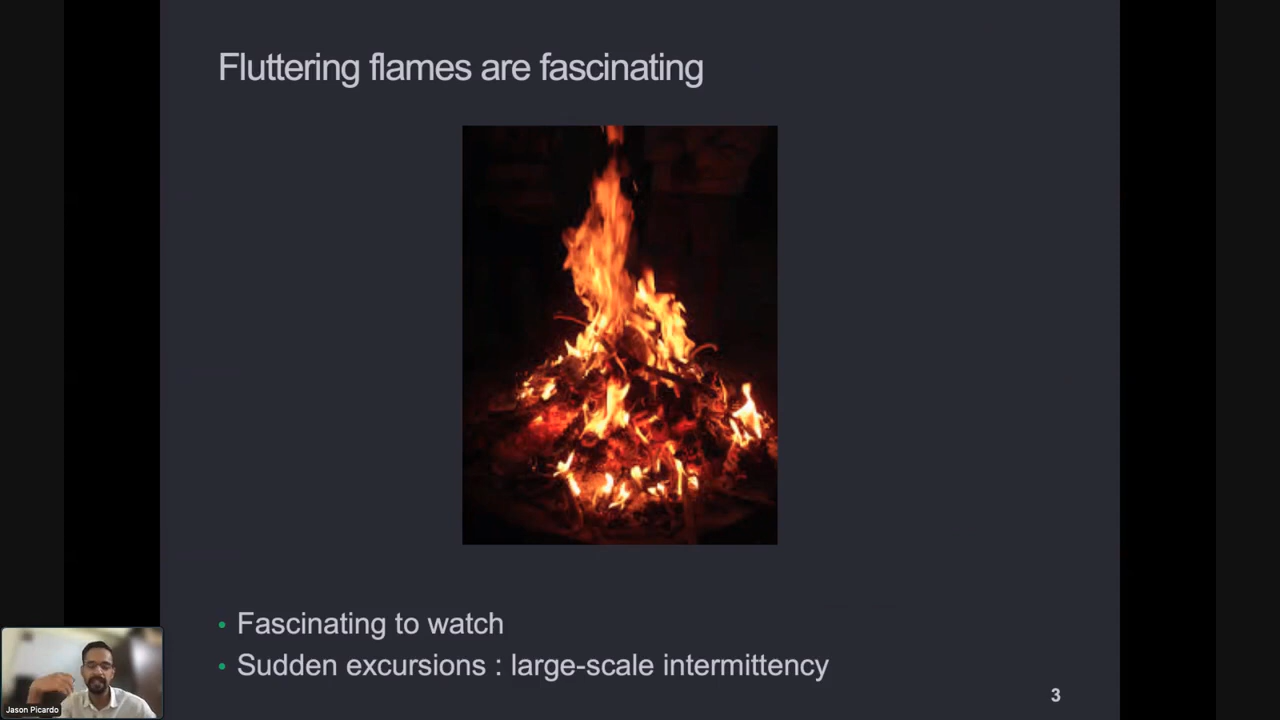 Fluttering flames are fascinating
• Fascinating to watch
• Sudden excursions : large-scale intermittency
3
Jason Picardo